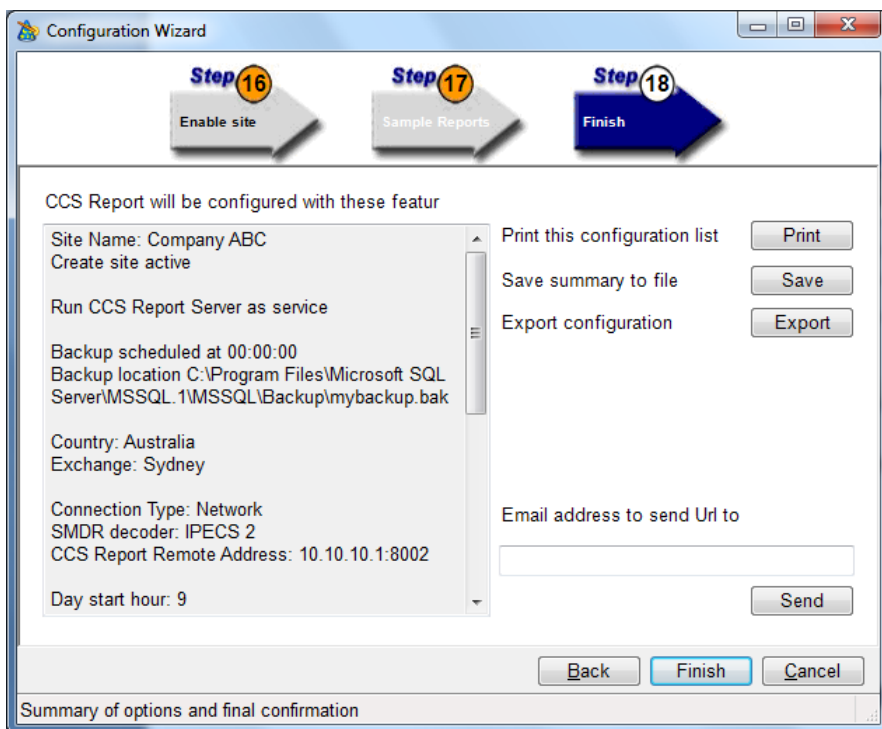 Configuration Wizard
Step 16
Enable site
Step 17
Sample Reports
Step 18
Finish
CCS Report will be configured with these featur
Site Name: Company ABC
Create site active
Run CCS Report Server as service
Backup scheduled at 00:00:00
Backup location C:\Program Files\Microsoft SQL
Server\MSSQL.1\MSSQL\Backup\mybackup.bak
Country: Australia
Exchange: Sydney
Connection Type: Network
SMDR decoder: IPECS 2
CCS Report Remote Address: 10.10.10.1:8002
Day start hour: 9
Print this configuration list
Print
Save summary to file
Save
Export configuration
Export
Email address to send Url to
Send
Back
Finish
Cancel
Summary of options and final confirmation